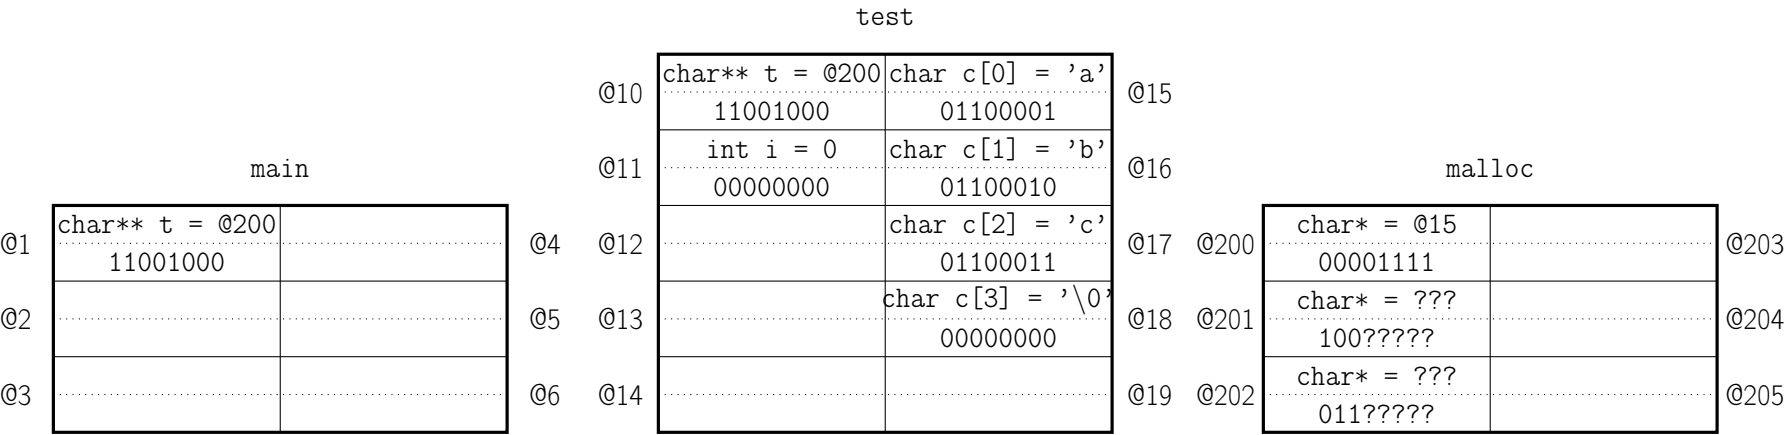 test
@10 char** t = @200 char c[0] = 'a' @15
11001000 01100001
@11 int i = 0 char c[1] = 'b' @16
00000000 01100010
@12 char c[2] = 'c' @17
01100011
@13 char c[3] = '\0' @18
00000000
@14 @19
main
@1 char** t = @200 @4
11001000
@2 @5
@3 @6
malloc
@200 char* = @15 @203
00001111
@201 char* = ??? @204
100?????
@202 char* = ??? @205
011?????